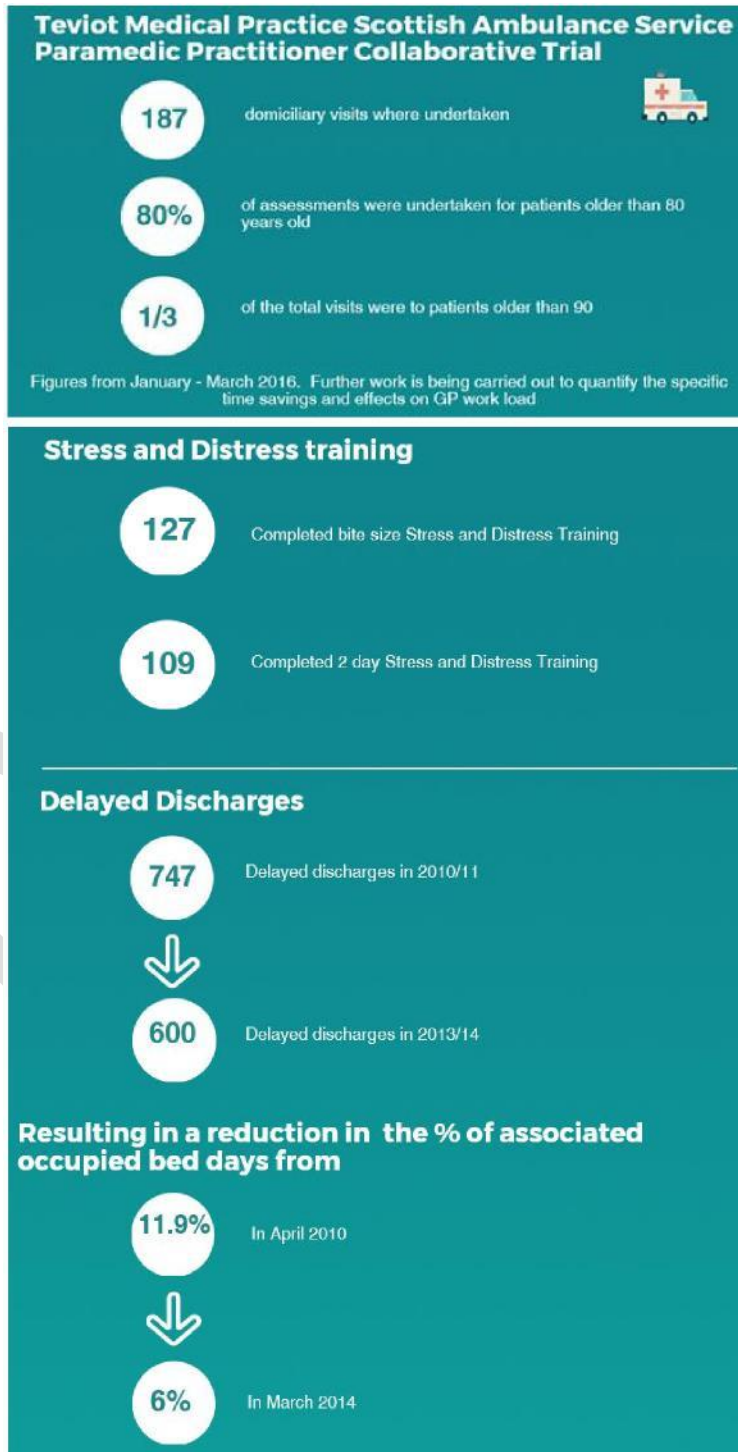 Teviot Medical Practice Scottish Ambulance Service
Paramedic Practitioner Collaborative Trial
187
domiciliary visits where undertaken
80%
of assessments were undertaken for patients older than 80
years old
1/3
of the total visits were to patients older than 90
Figures from January - March 2016. Further work is being carried out to quantify the specific
time savings and effects on GP work load
Stress and Distress training
127
Completed bite size Stress and Distress Training
109
Completed 2 day Stress and Distress Training
Delayed Discharges
747
Delayed discharges in 2010/11
600
Delayed discharges in 2013/14
Resulting in a reduction in the % of associated
occupied bed days from
11.9%
In April 2010
6%
In March 2014